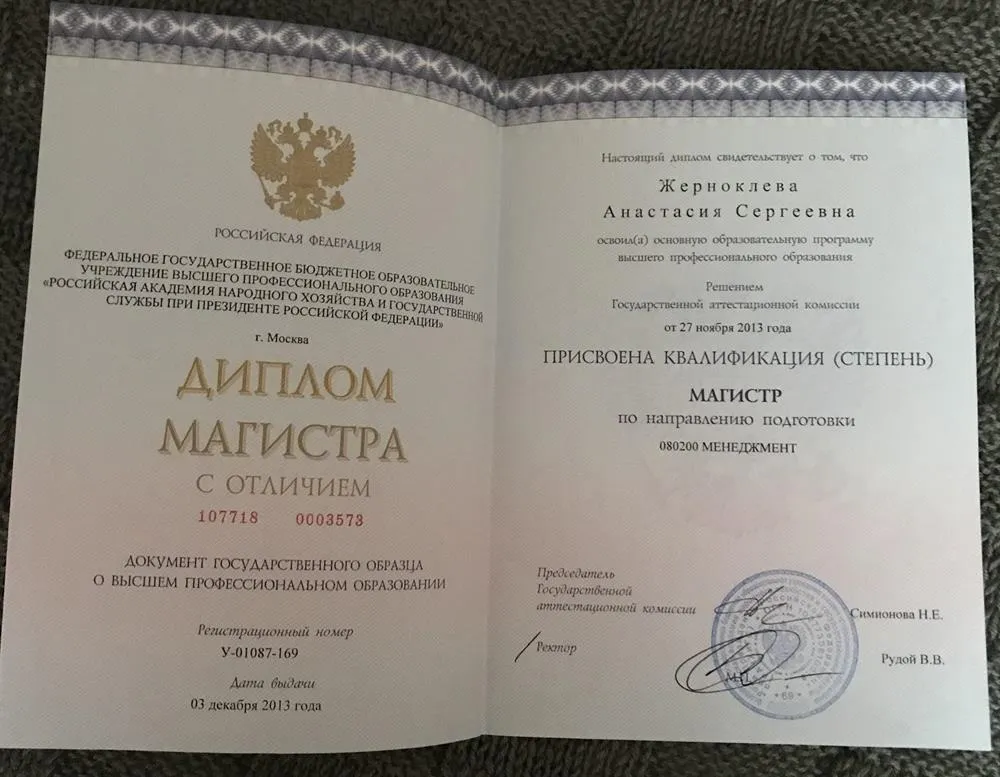 РОССИЙСКАЯ ФЕДЕРАЦИЯ
ФЕДЕРАЛЬНОЕ ГОСУДАРСТВЕННОЕ БЮДЖЕТНОЕ ОБРАЗОВАТЕЛЬНОЕ
УЧРЕЖДЕНИЕ ВЫСШЕГО ПРОФЕССИОНАЛЬНОГО ОБРАЗОВАНИЯ
«РОССИЙСКАЯ АКАДЕМИЯ НАРОДНОГО ХОЗЯЙСТВА И ГОСУДАРСТВЕННОЙ
СЛУЖБЫ ПРИ ПРЕЗИДЕНТЕ РОССИЙСКОЙ ФЕДЕРАЦИИ»
г. Москва
ДИПЛОМ
МАГИСТРА
С ОТЛИЧИЕМ
107718 0003573
ДОКУМЕНТ ГОСУДАРСТВЕННОГО ОБРАЗЦА
О ВЫСШЕМ ПРОФЕССИОНАЛЬНОМ ОБРАЗОВАНИИ
Регистрационный номер
У-01087-169
Дата выдачи
03 декабря 2013 года
Настоящий диплом свидетельствует о том, что
Жерноклева
Анастасия Сергеевна
освоил(а) основную образовательную программу
высшего профессионального образования
Решением
Государственной аттестационной комиссии
от 27 ноября 2013 года
ПРИСВОЕНА КВАЛИФИКАЦИЯ (СТЕПЕНЬ)
МАГИСТР
по направлению подготовки
080200 МЕНЕДЖМЕНТ
Председатель
Государственной
аттестационной комиссии
Симионова Н.Е.
/ Ректор
Рудой В.В.
М.П.